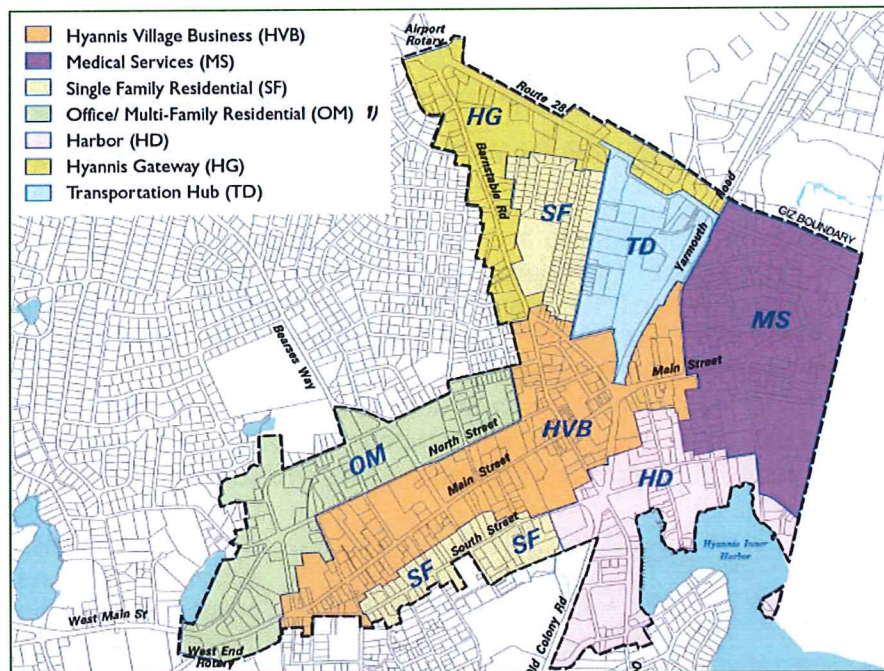 Hyannis Village Business (HVB)
Medical Services (MS)
Single Family Residential (SF)
Office/ Multi-Family Residential (OM) 1)
Harbor (HD)
Hyannis Gateway (HG)
Transportation Hub (TD)
Airport
Rotary
Route 28
HG
Barnstable Rd
SF
TD
Yarmouth
Road
GIZ BOUNDARY
MS
Bearses
Way
Main Street
North Street
OM
HVB
Main Street
HD
South Street
SF
SF
Hyannis Inner
Harbor
West Main St
West End
Rotary
old Colony Rd